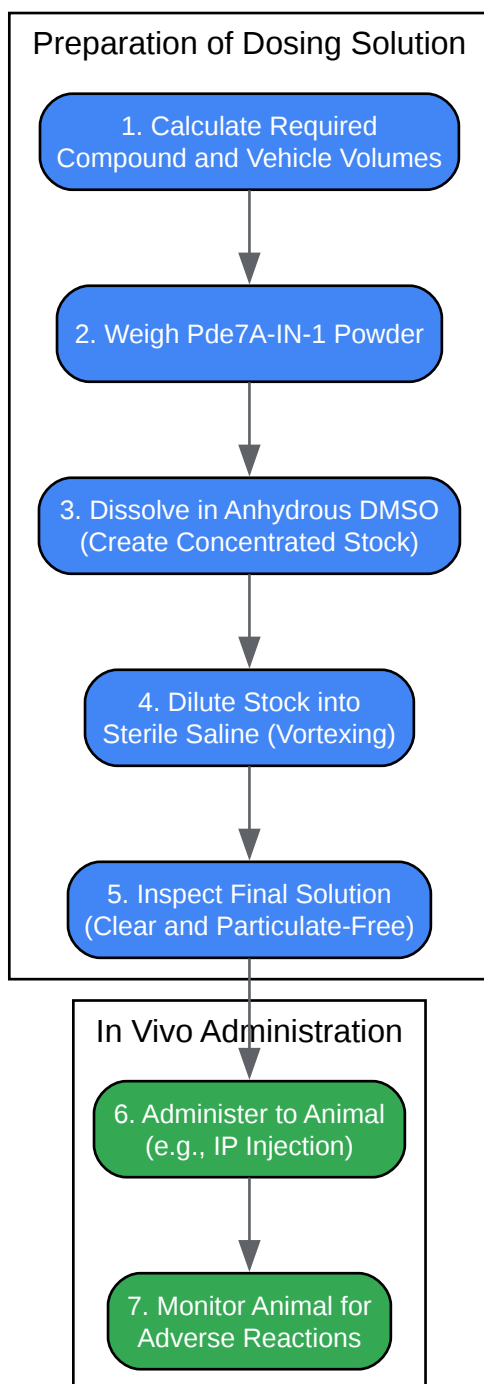 Preparation of Dosing Solution
1. Calculate Required
Compound and Vehicle Volumes
2. Weigh Pde7A-IN-1 Powder
3. Dissolve in Anhydrous DMSO
(Create Concentrated Stock)
4. Dilute Stock into
Sterile Saline (Vortexing)
5. Inspect Final Solution
(Clear and Particulate-Free)
In Vivo Administration
6. Administer to Animal
(e.g., IP Injection)
7. Monitor Animal for
Adverse Reactions